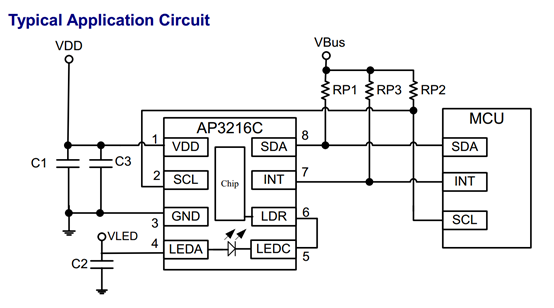 Typical Application Circuit
VDD
VBus
RP1
RP3
RP2
AP3216C
MCU
C1
C3
1
VDD
SDA
8
SDA
2
SCL
Chip
INT
7
INT
3
GND
LDR
6
SCL
VLED
C2
4
LEDA
LEDC
5